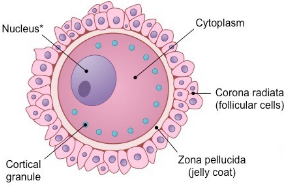 Nucleus*
Cytoplasm
Corona radiata
(follicular cells)
Zona pellucida
(jelly coat)
Cortical
granule